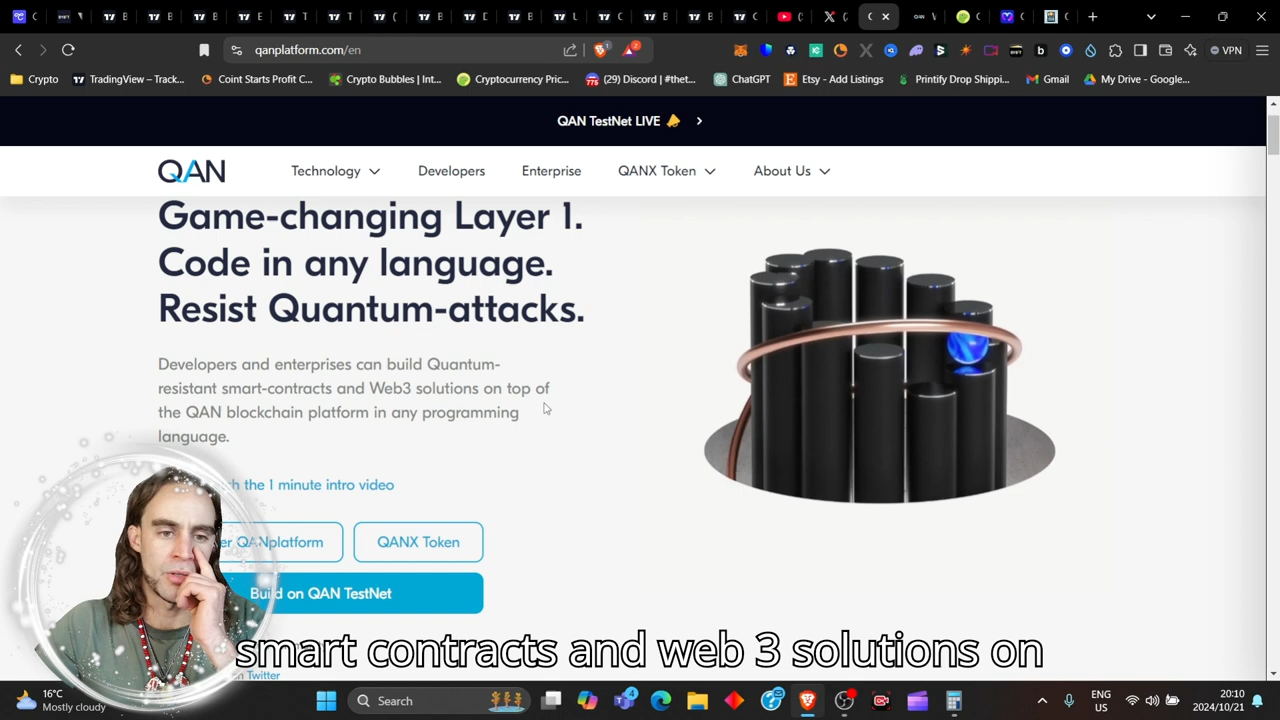 qanplatform.com/en
VPN
Crypto
TradingView – Track...
Coint Starts Profit C...
Crypto Bubbles | Int...
Cryptocurrency Pric...
(29) Discord | #thet...
ChatGPT
Etsy - Add Listings
Printify Drop Shippi...
Gmail
My Drive - Google...
QAN TestNet LIVE
QAN
Technology
Developers
Enterprise
QANX Token
About Us
Game-changing Layer 1.
Code in any language.
Resist Quantum-attacks.
Developers and enterprises can build Quantum-
resistant smart-contracts and Web3 solutions on top of
the QAN blockchain platform in any programming
language.
the 1 minute intro video
QANplatform
QANX Token
Build on QAN TestNet
smart contracts and web 3 solutions on
on Twitter
16°C
Mostly cloudy
Search
ENG
US
20:10
2024/10/21